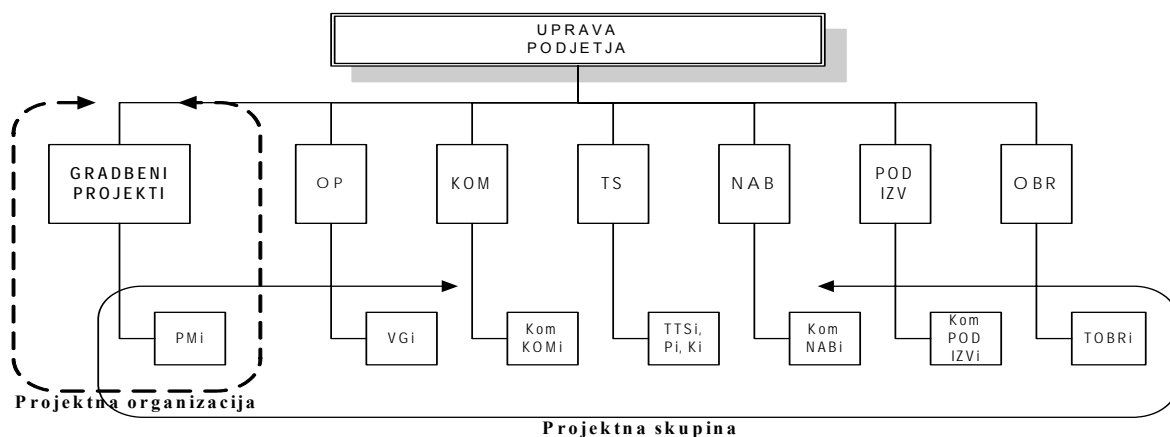 UPRAVA
PODJETJA
GRADBENI
PROJEKTI
OP
KOM
TS
NAB
POD
IZV
OBR
PMi
VGi
Kom
KOMi
TTSi,
Pi, Ki
Kom
NABi
Kom
POD
IZVi
TOBRi
Projektna organizacija
Projektna skupina